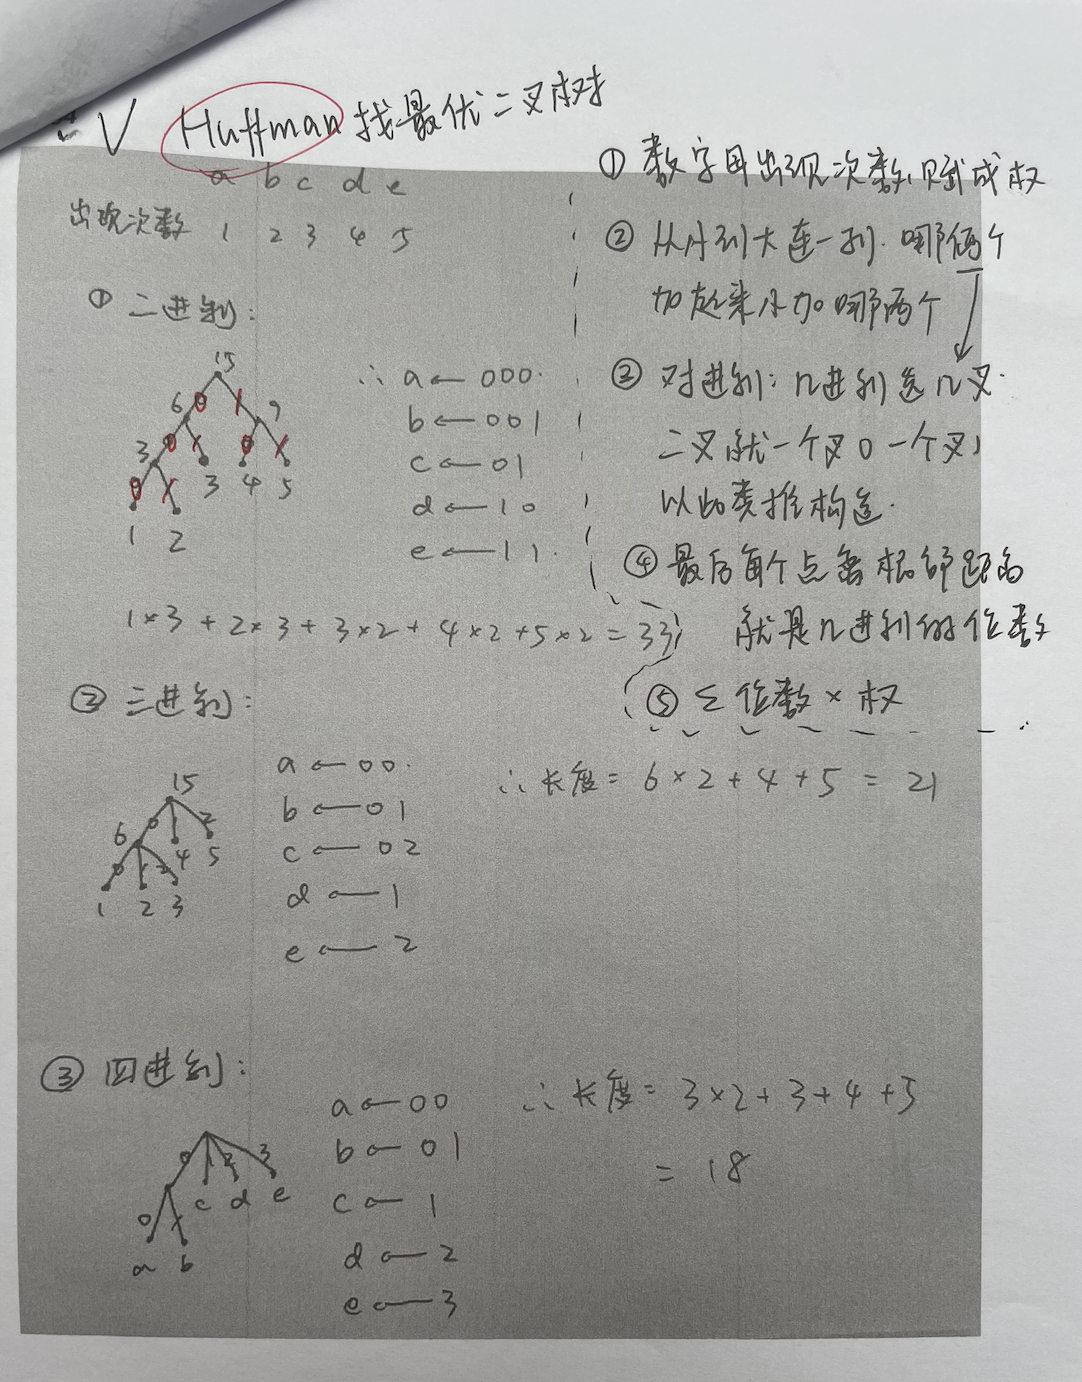 V Huffman 找最优二叉树
a b c d e
出现次数 1 2 3 4 5
① 二进制:
15
6 0 1 9
3 0 1 0 1
0 1 3 4 5
1 2
∴ a ← 000.
b ← 001
c ← 01
d ← 10
e ← 11.
1×3 + 2×3 + 3×2 + 4×2 + 5×2 = 33
① 数字母出现次数,赋成权
② 从小到大连一列. 哪俩个
加起来小加哪两个
③ 对进制: n进制选n叉.
二叉就一个叉0一个叉1
以此类推构造.
④ 最后每个点离根的距离
就是n进制的位数
⑤ Σ 位数 × 权
② 三进制:
15
6 0 1 2
0 1 2 4 5
1 2 3
a ← 00.
b ← 01
c ← 02
d ← 1
e ← 2
∴ 长度 = 6×2+4+5 = 21
③ 四进制:
0 1 2 3
0 1 c d e
a b
a ← 00
b ← 01
c ← 1
d ← 2
e ← 3
∴ 长度 = 3×2+3+4+5
= 18